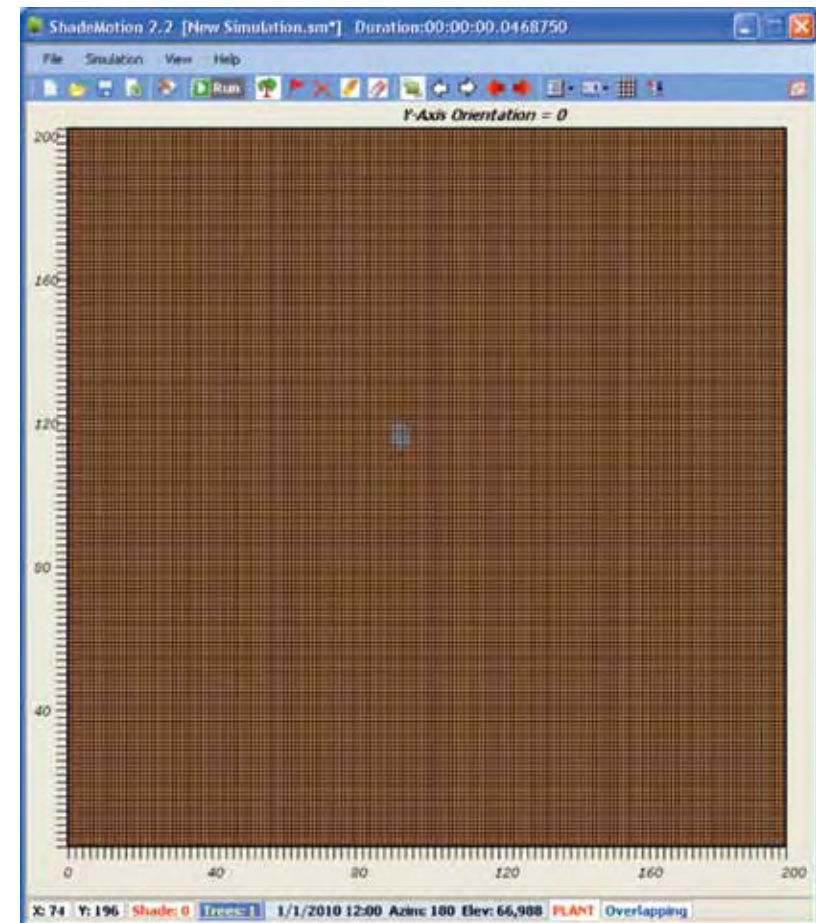 ShadeMotion 2.2 [New Simulation.sm*] Duration:00:00:00.0468750
File Simulation View Help
Run
Y-Axis Orientation = 0
200
160
120
80
40
0 40 80 120 160 200
X: 74 Y: 196 Shade: 0 Trees: 1 1/1/2010 12:00 Azim: 180 Elev: 66,988 PLANT Overlapping